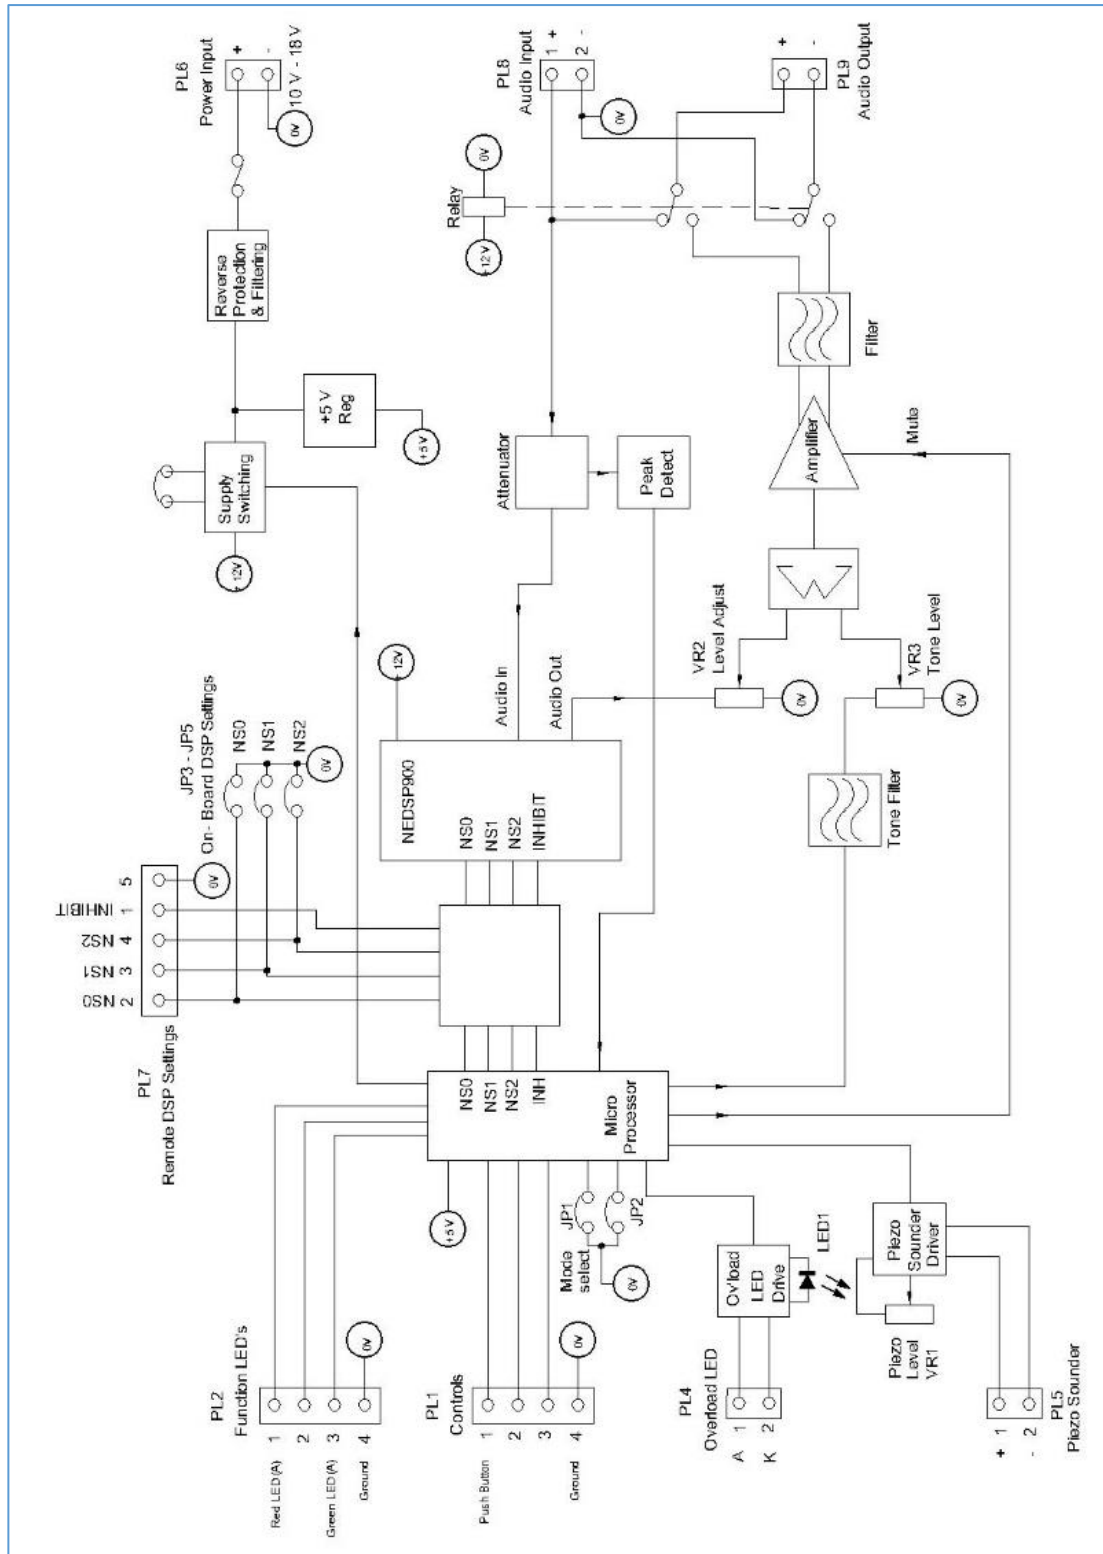 PL6
Power Input
+
-
10 V - 18 V
0V
Reverse
Protection
& Filtering
+5 V
Reg
+5 V
Supply
Switching
+ 12V
PL8
Audio Input
1 +
2 -
0V
PL9
Audio Output
+
-
Relay
0V
+ 12V
Attenuator
Peak
Detect
Filter
Amplifier
Mute
VR2
Level Adjust
0V
VR3
Tone Level
0V
Tone Filter
JP3 - JP5
On- Board DSP Settings
NS0
NS1
NS2
0V
+ 12V
NEDSP900
NS0
NS1
NS2
INHIBIT
Audio In
Audio Out
PL7
Remote DSP Settings
NS0 2
NS1 3
NS2 4
INHIBIT 1
5
0V
NS0
NS1
NS2
INH
Micro
Processor
+5 V
PL2
Function LED's
Red LED (A) 1
2
Green LED (A) 3
Ground 4
0V
PL1
Controls
Push Button 1
2
3
Ground 4
0V
JP1
JP2
Mode
select
0V
PL4
Overload LED
A 1
K 2
Ov'load
LED
Drive
LED1
Piezo
Sounder
Driver
Piezo
Level
VR1
+ 1
- 2
PL5
Piezo Sounder